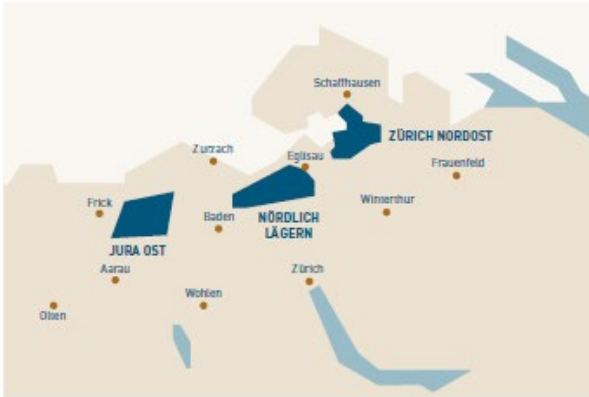 Schaffhausen
ZÜRICH NORDOST
Zurzach
Eglisau
Frauenfeld
Frick
Winterthur
Baden
NÖRDLICH
LÄGERN
JURA OST
Aarau
Zürich
Wohlen
Olten